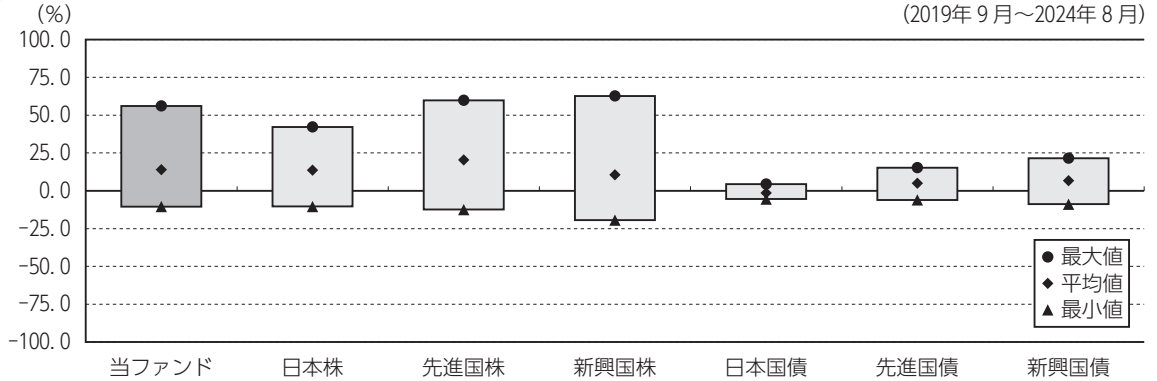 (%)
(2019年9月～2024年8月)
100.0
75.0
50.0
25.0
0.0
-25.0
-50.0
-75.0
-100.0
● 最大値
◆ 平均値
▲ 最小値
当ファンド 日本株 先進国株 新興国株 日本国債 先進国債 新興国債